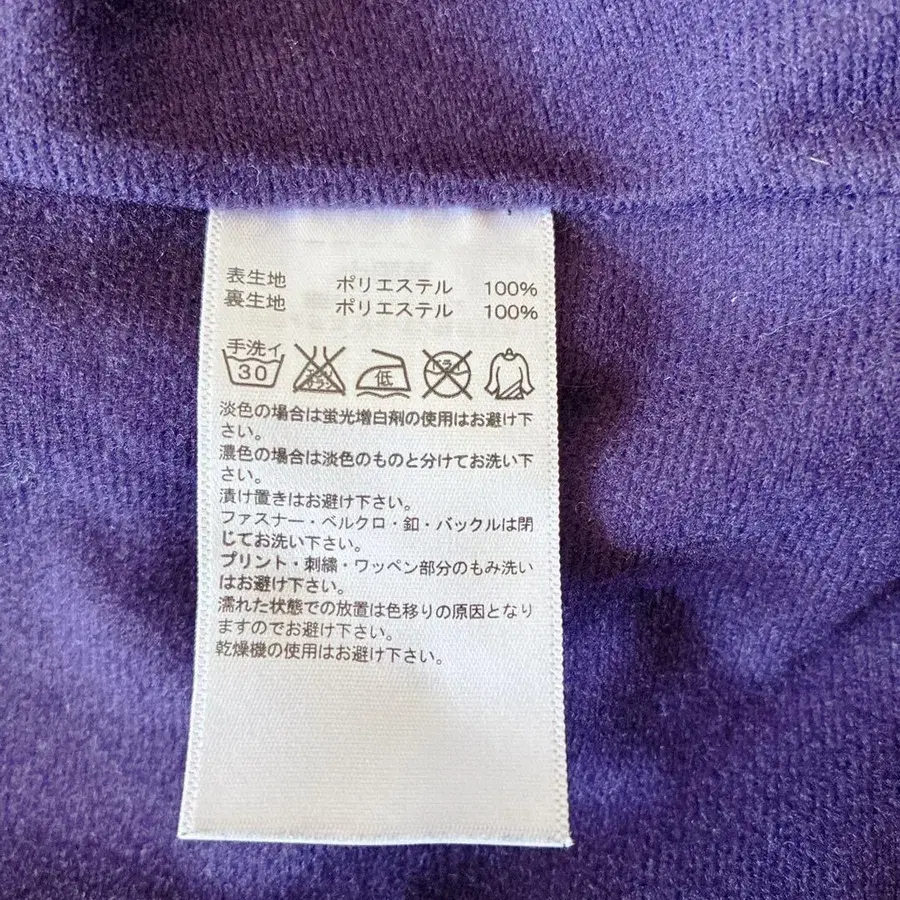 表生地 ポリエステル 100%
裏生地 ポリエステル 100%
手洗イ
30
低
淡色の場合は蛍光増白剤の使用はお避け下
さい。
濃色の場合は淡色のものと分けてお洗い下
さい。
漬け置きはお避け下さい。
ファスナー・ベルクロ・釦・バックルは閉
じてお洗い下さい。
プリント・刺繍・ワッペン部分のもみ洗い
はお避け下さい。
濡れた状態での放置は色移りの原因となり
ますのでお避け下さい。
乾燥機の使用はお避け下さい。